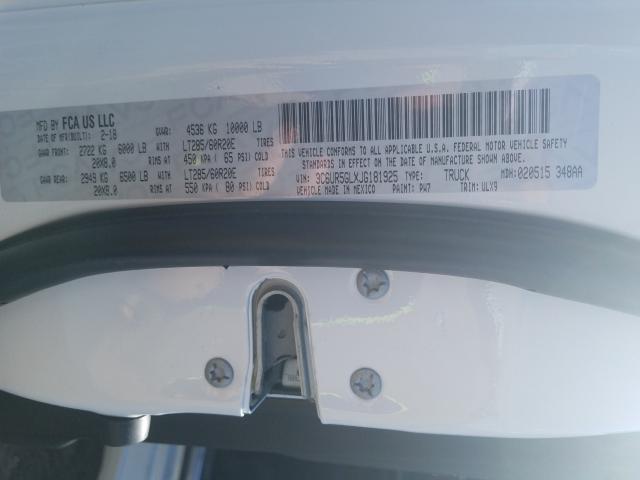 MFD BY FCA US LLC
DATE OF MFR(BUILT): 2-18 GVWR: 4536 KG 10000 LB
GAWR FRONT: 2722 KG 6000 LB LT285/60R20E TIRES
20X8.0 RIMS AT 450 KPA ( 65 PSI) COLD
GAWR REAR: 2948 KG 6500 LB LT285/60R20E TIRES
20X8.0 RIMS AT 550 KPA ( 80 PSI) COLD
THIS VEHICLE CONFORMS TO ALL APPLICABLE U.S.A. FEDERAL MOTOR VEHICLE SAFETY
STANDARDS IN EFFECT ON THE DATE OF MANUFACTURE SHOWN ABOVE.
VIN: 3C6UR5GLXJG181925 TYPE: TRUCK MDH: 020515 348AA
VEHICLE MADE IN MEXICO PAINT: PW7 TRIM: ULX9